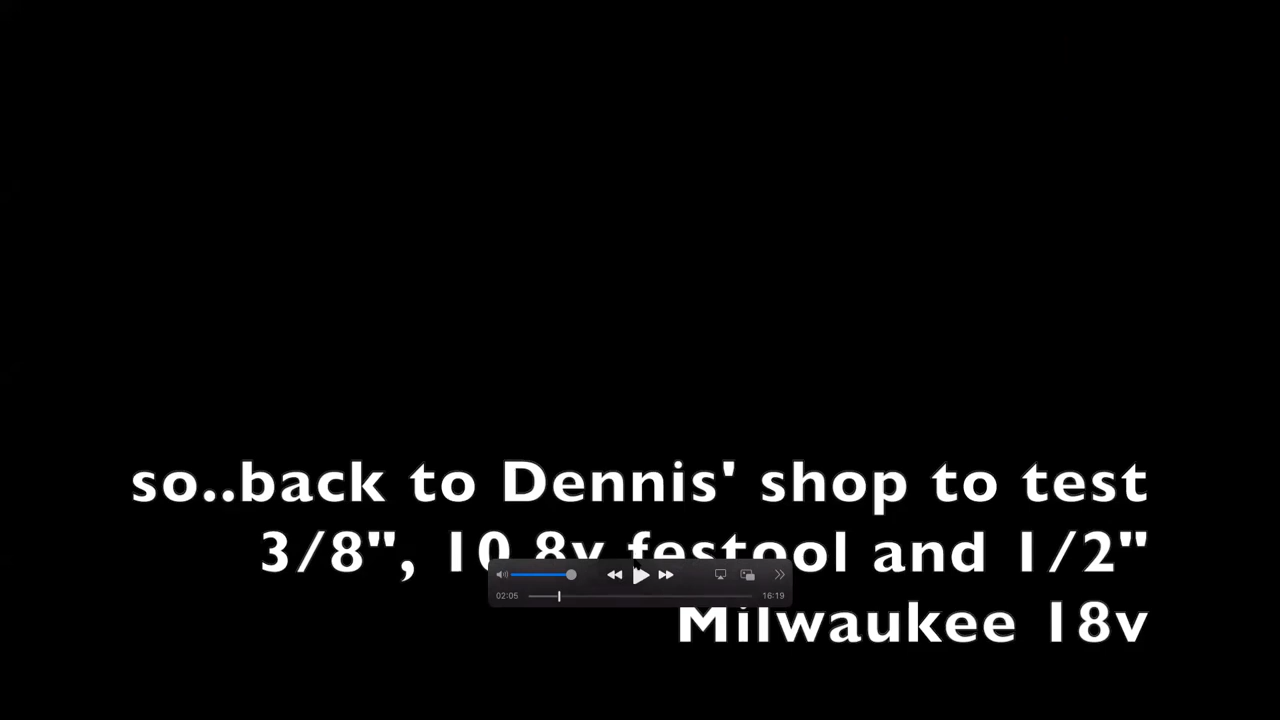 so..back to Dennis' shop to test
3/8", 10.8v festool and 1/2"
02:05
16:19
Milwaukee 18v